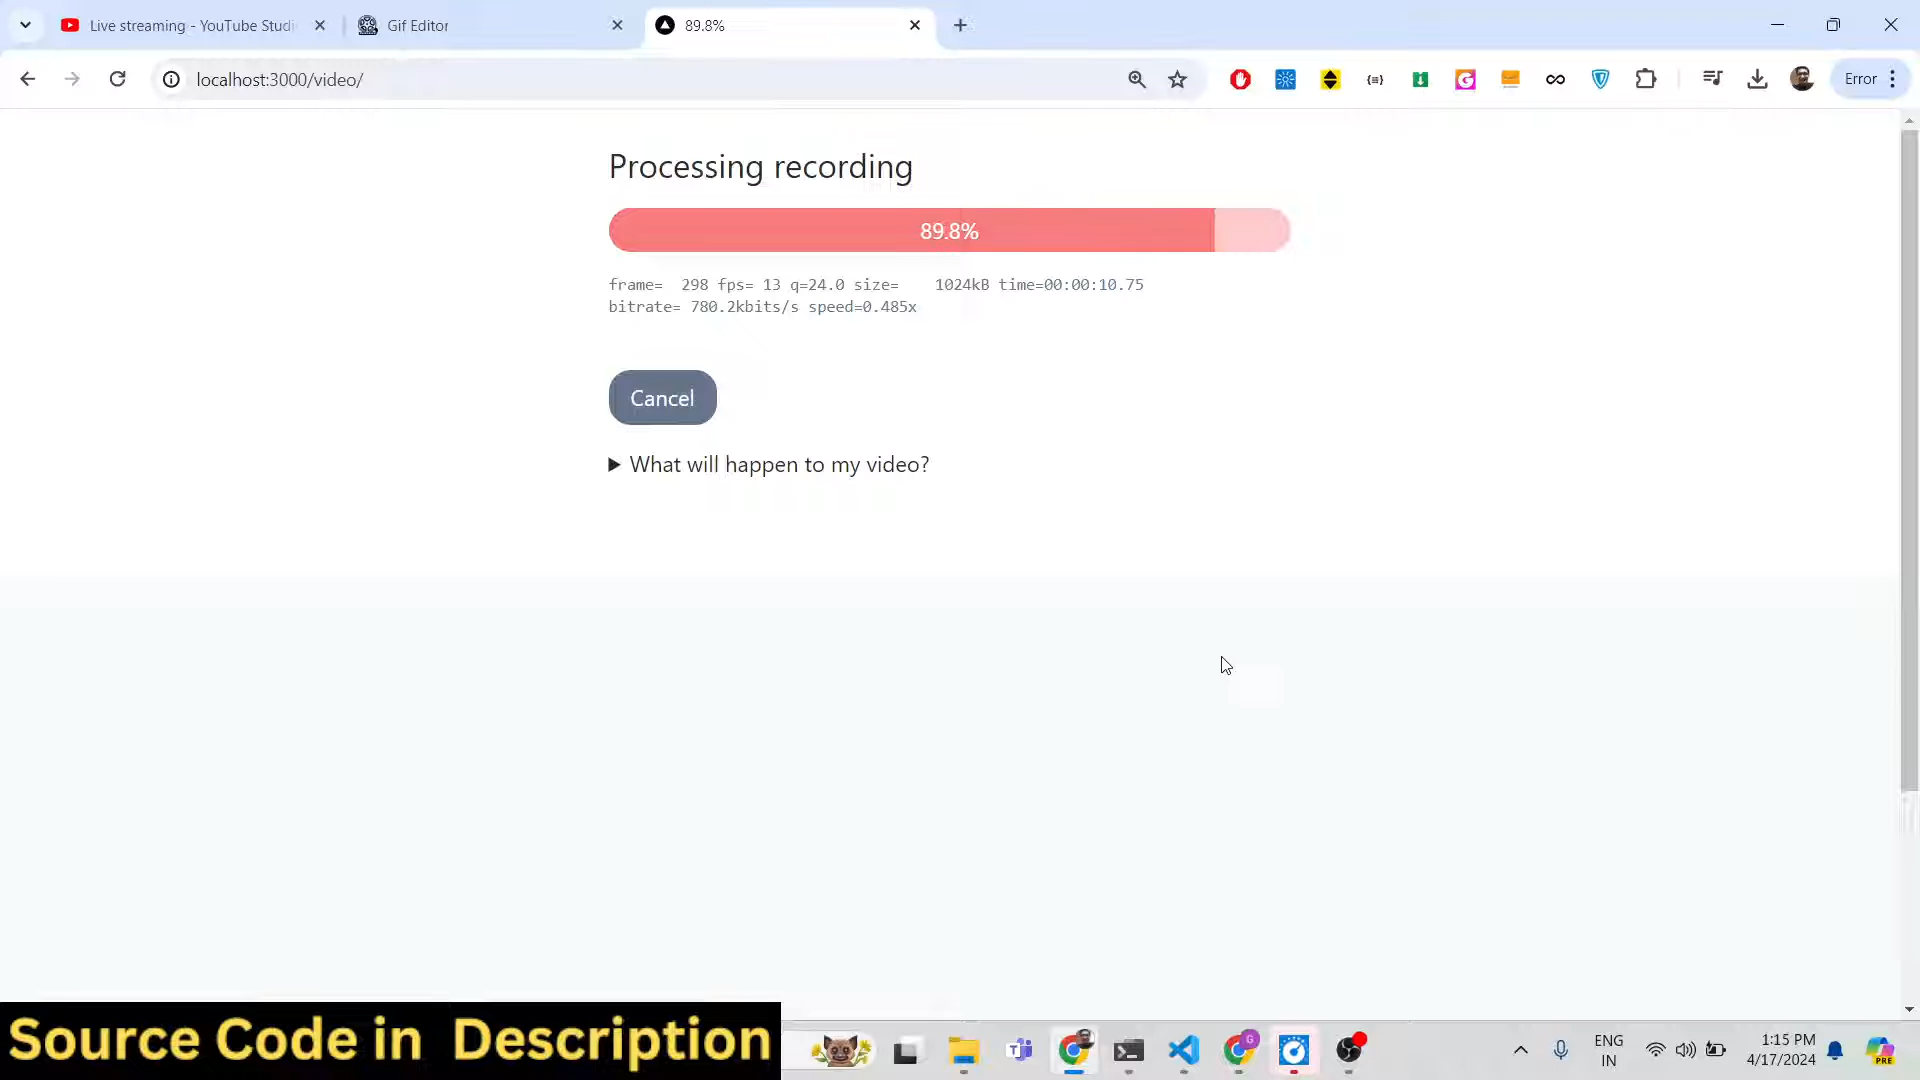 Live streaming - YouTube Studi
Gif Editor
89.8%
localhost:3000/video/
Error
Processing recording
89.8%
frame=  298 fps= 13 q=24.0 size=    1024kB time=00:00:10.75
bitrate= 780.2kbits/s speed=0.485x
Cancel
What will happen to my video?
Source Code in  Description
ENG
IN
1:15 PM
4/17/2024
PRE